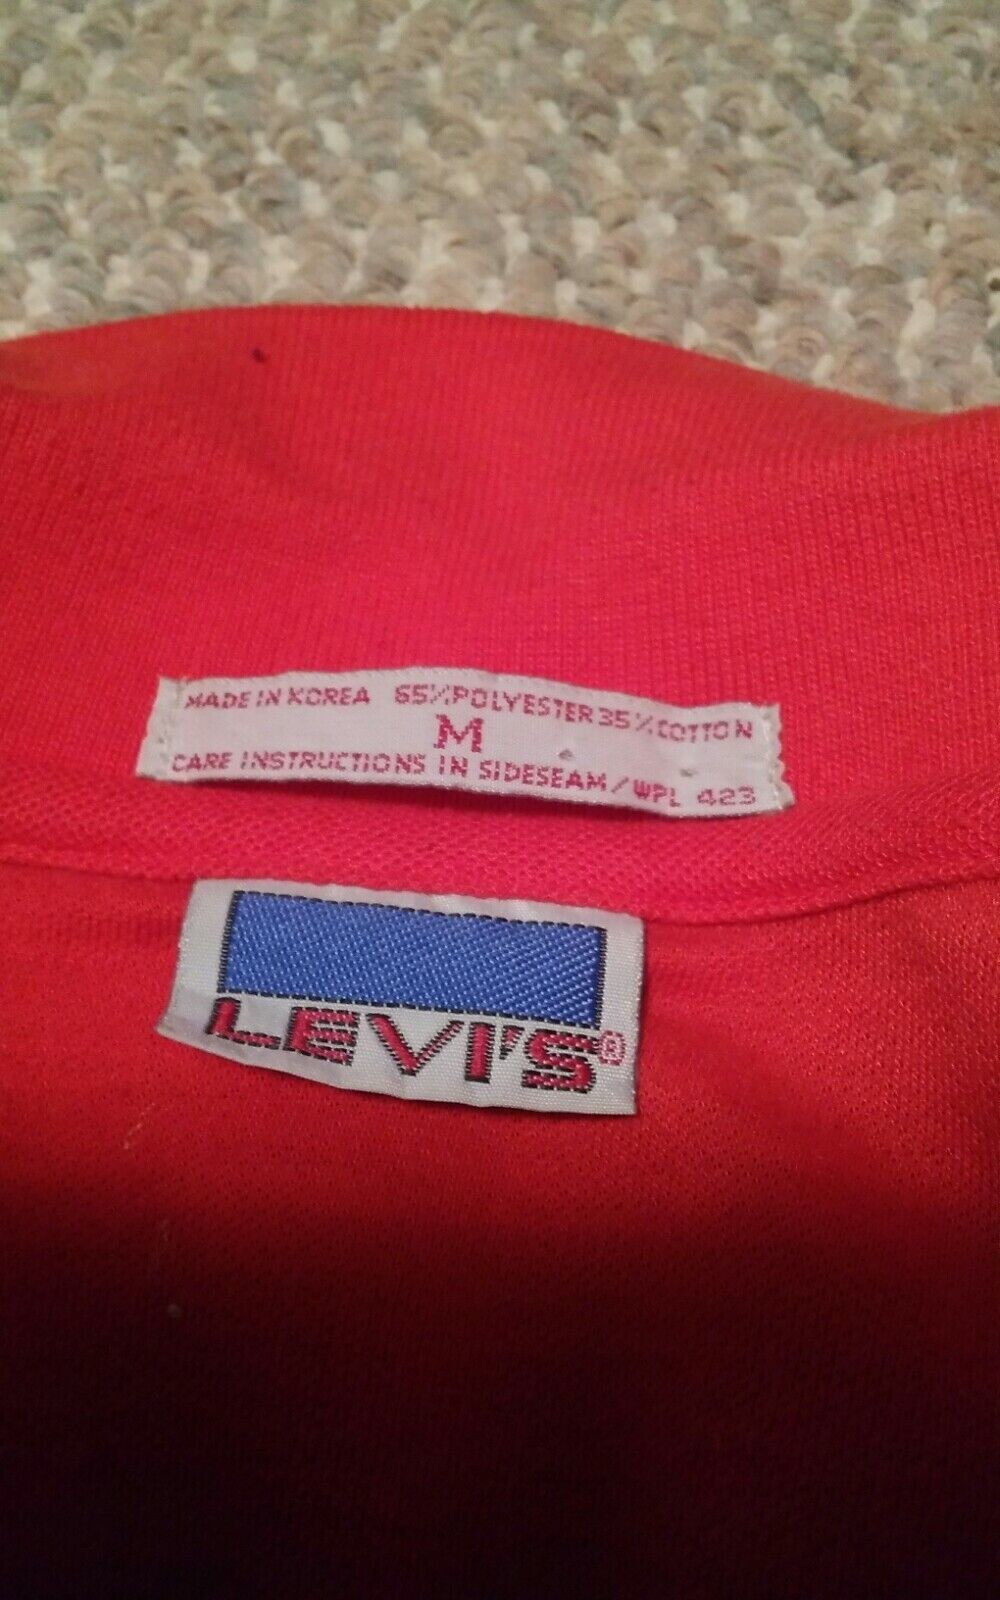 MADE IN KOREA 65% POLYESTER 35% COTTON
M
CARE INSTRUCTIONS IN SIDESEAM / WPL 423
LEVI'S®